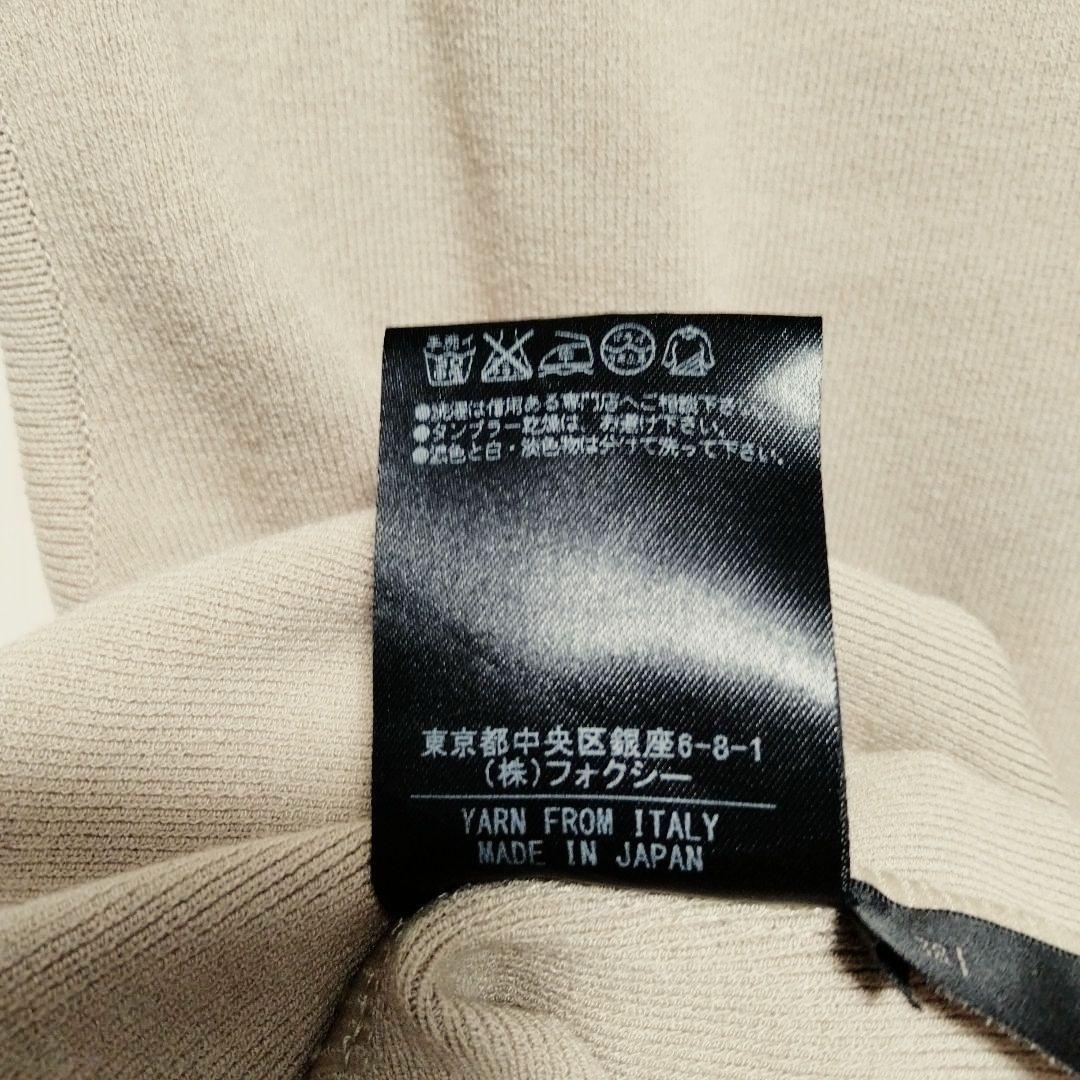 手洗イ
●洗濯は信用ある専門店へご相談下さい。
●タンブラー乾燥は、お避け下さい。
●濃色と白・淡色物は分けて洗って下さい。
東京都中央区銀座6-8-1
(株)フォクシー
YARN FROM ITALY
MADE IN JAPAN